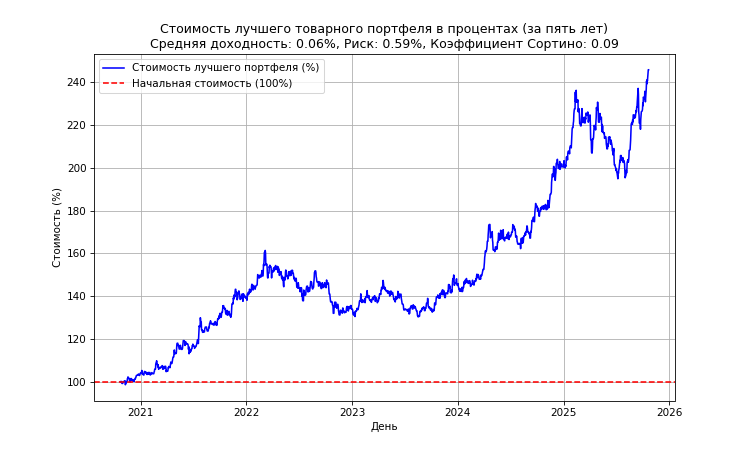 Стоимость лучшего товарного портфеля в процентах (за пять лет)
Средняя доходность: 0.06%, Риск: 0.59%, Коэффициент Сортино: 0.09
Стоимость лучшего портфеля (%)
Начальная стоимость (100%)
Стоимость (%)
240
220
200
180
160
140
120
100
2021
2022
2023
2024
2025
2026
День